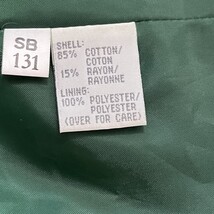 SB
131
SHELL:
85% COTTON/
COTON
15% RAYON/
RAYONNE
LINING:
100% POLYESTER/
POLYESTER
(OVER FOR CARE)